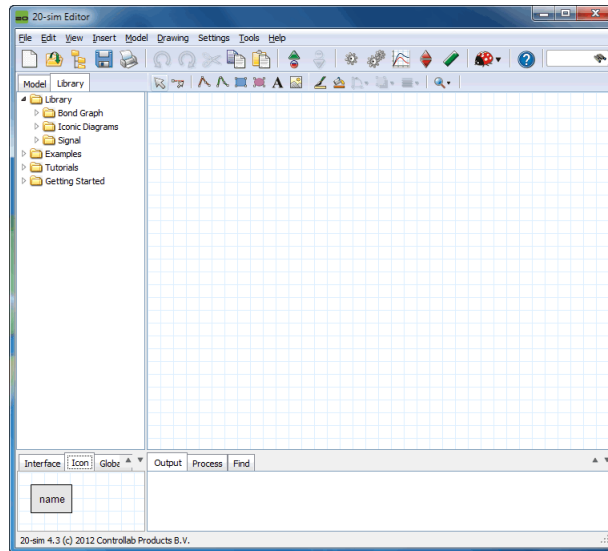 20-sim Editor
File Edit View Insert Model Drawing Settings Tools Help
Model Library
A
Library
Bond Graph
Iconic Diagrams
Signal
Examples
Tutorials
Getting Started
Interface Icon Globa Output Process Find
name
20-sim 4.3 (c) 2012 Controllab Products B.V.